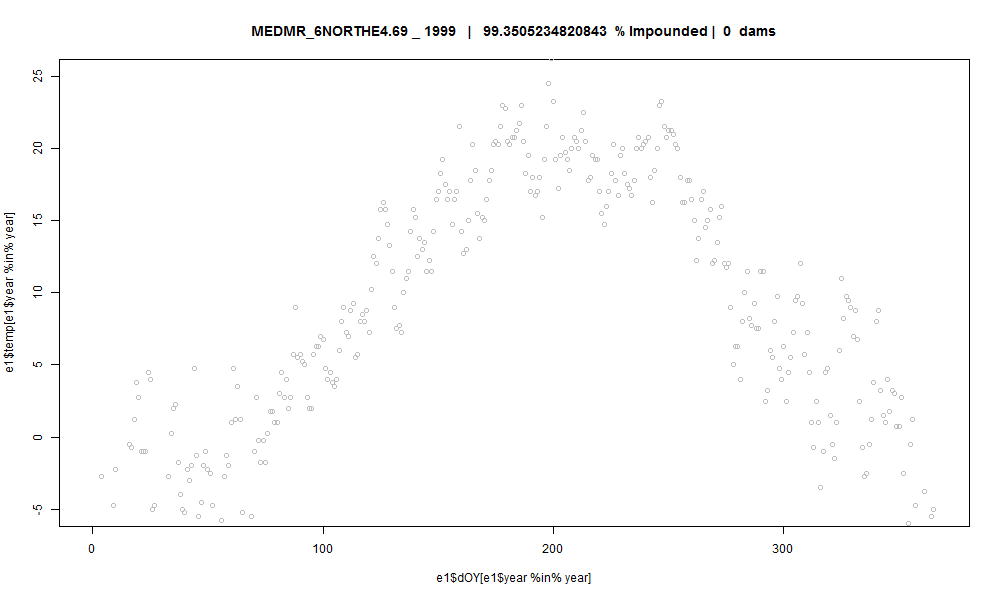 MEDMR_6NORTHE4.69 _ 1999 | 99.3505234820843 % Impounded | 0 dams
25
20
15
10
5
0
-5
e1$temp[e1$year %in% year]
0 100 200 300
e1$dOY[e1$year %in% year]